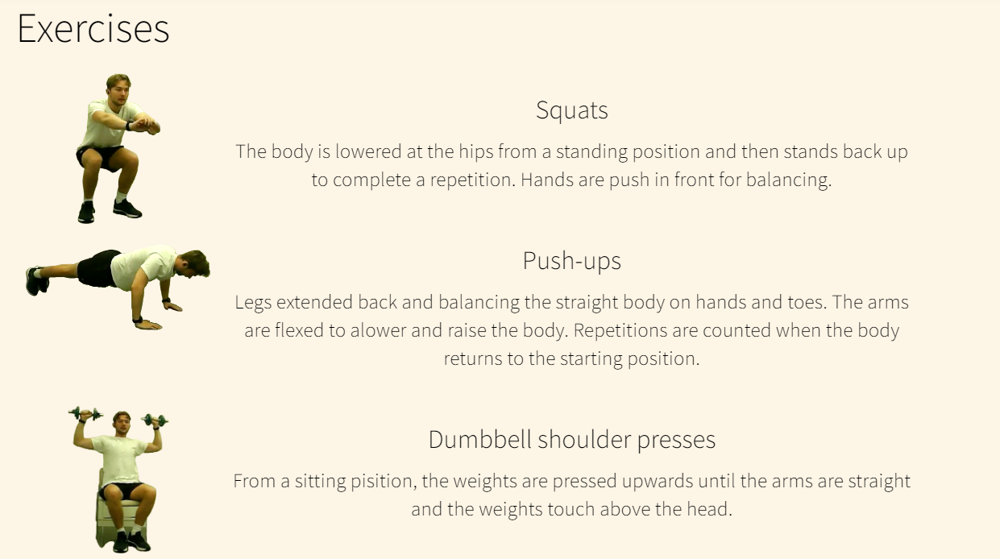 Exercises
Squats
The body is lowered at the hips from a standing position and then stands back up
to complete a repetition. Hands are push in front for balancing.
Push-ups
Legs extended back and balancing the straight body on hands and toes. The arms
are flexed to alower and raise the body. Repetitions are counted when the body
returns to the starting position.
Dumbbell shoulder presses
From a sitting pisition, the weights are pressed upwards until the arms are straight
and the weights touch above the head.